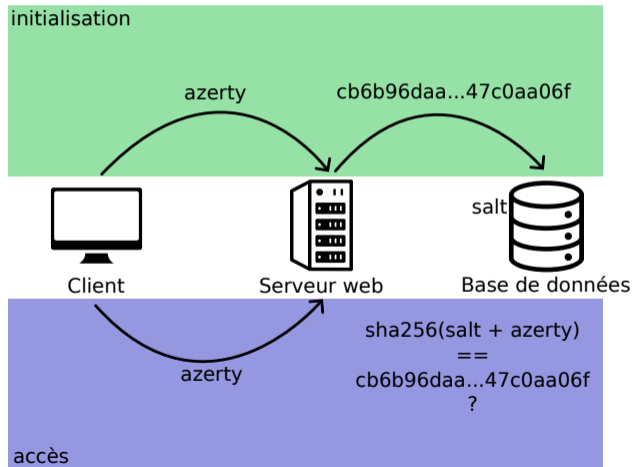 initialisation
azerty
cb6b96daa...47c0aa06f
salt
Client
Serveur web
Base de données
azerty
sha256(salt + azerty)
==
cb6b96daa...47c0aa06f
?
accès